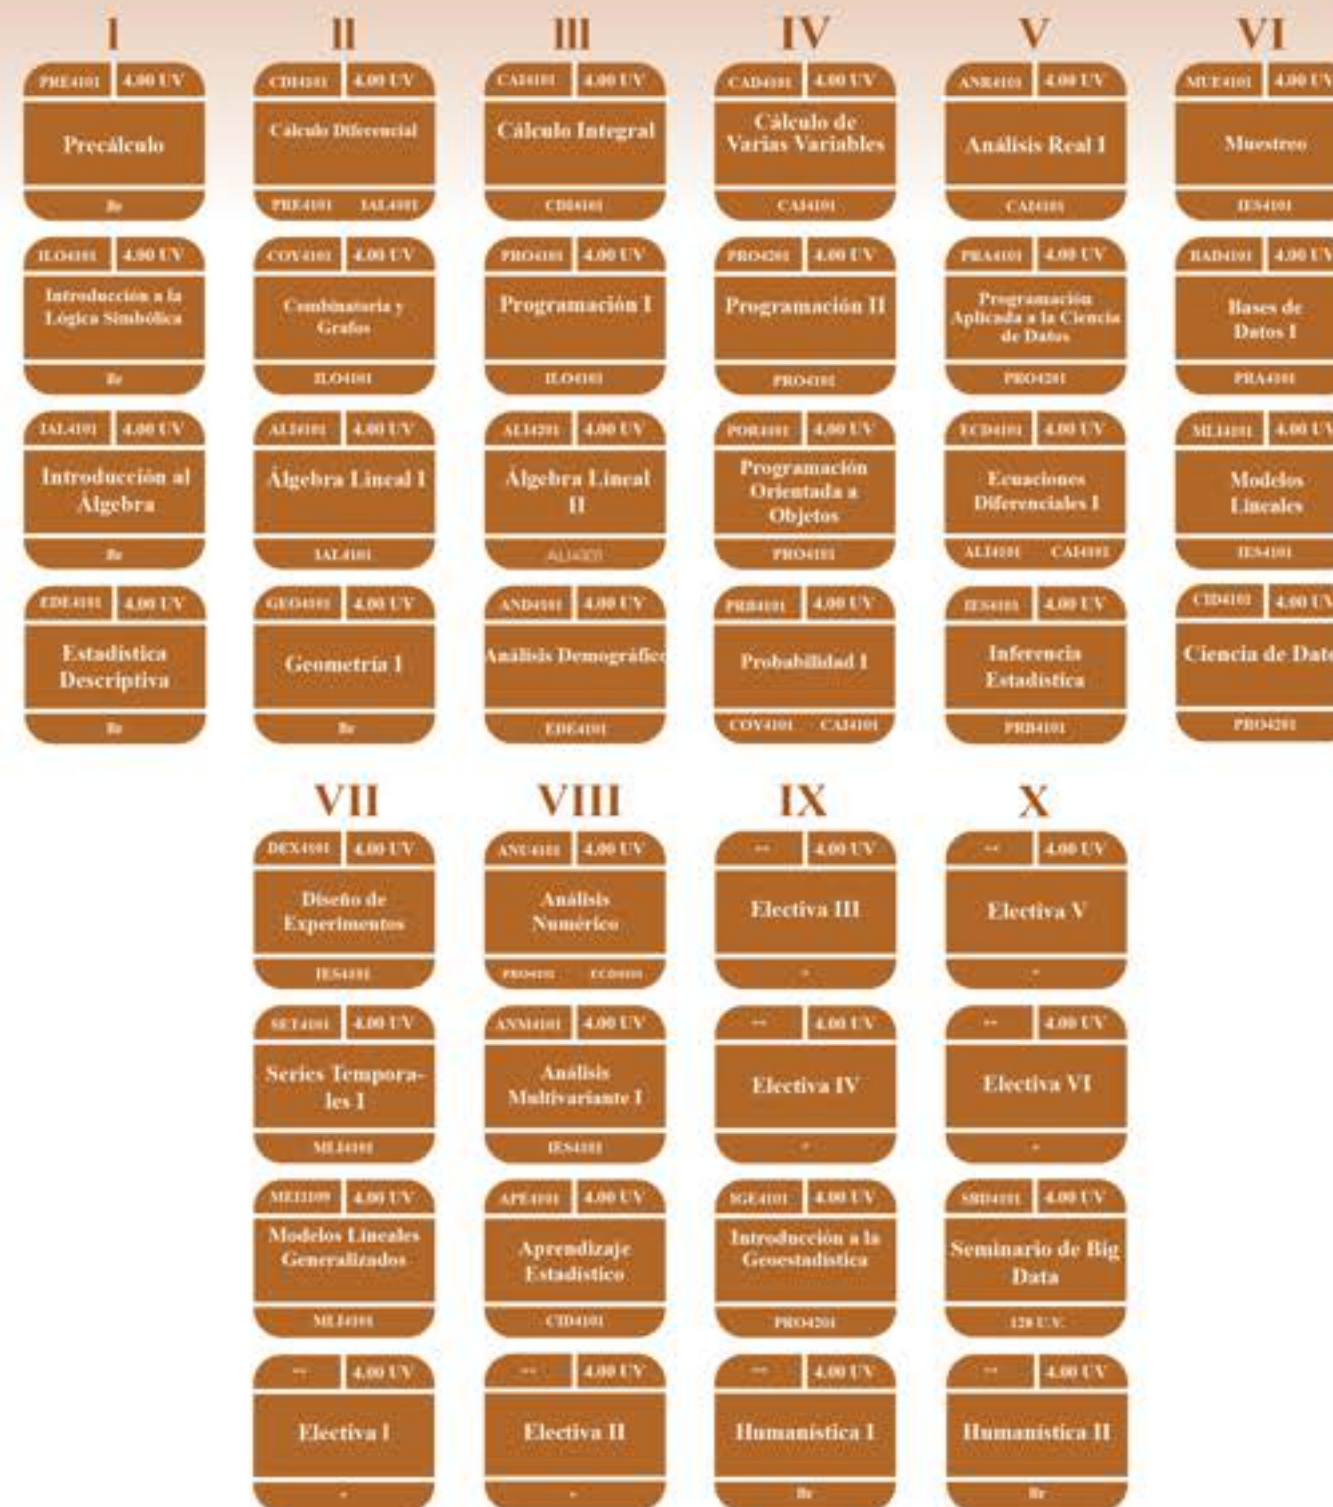 I
PRE4101 4.00 UV
Precálculo
Br
ILO4101 4.00 UV
Introducción a la
Lógica Simbólica
Br
IAL4101 4.00 UV
Introducción al
Álgebra
Br
EDE4101 4.00 UV
Estadística
Descriptiva
Br
II
CDI4101 4.00 UV
Cálculo Diferencial
PRE4101 IAL4101
COY4101 4.00 UV
Combinatoria y
Grafos
ILO4101
ALI4101 4.00 UV
Álgebra Lineal I
IAL4101
GEO4101 4.00 UV
Geometría I
Br
III
CAI4101 4.00 UV
Cálculo Integral
CDI4101
PRO4101 4.00 UV
Programación I
ILO4101
ALI4201 4.00 UV
Álgebra Lineal
II
ALI4101
AND4101 4.00 UV
Análisis Demográfico
EDE4101
IV
CAD4101 4.00 UV
Cálculo de
Varias Variables
CAI4101
PRO4201 4.00 UV
Programación II
PRO4101
POR4101 4.00 UV
Programación
Orientada a
Objetos
PRO4101
PRB4101 4.00 UV
Probabilidad I
COY4101 CAI4101
V
ANR4101 4.00 UV
Análisis Real I
CAI4101
PRA4101 4.00 UV
Programación
Aplicada a la Ciencia
de Datos
PRO4201
ECD4101 4.00 UV
Ecuaciones
Diferenciales I
ALI4101 CAI4101
IES4101 4.00 UV
Inferencia
Estadística
PRB4101
VI
MUE4101 4.00 UV
Muestreo
IES4101
BAD4101 4.00 UV
Bases de
Datos I
PRA4101
MLI4101 4.00 UV
Modelos
Lineales
IES4101
CID4101 4.00 UV
Ciencia de Dato
PRO4201
VII
DEX4101 4.00 UV
Diseño de
Experimentos
IES4101
SET4101 4.00 UV
Series Tempora-
les I
MLI4101
4.00 UV
Modelos Lineales
Generalizados
MLI4101
-- 4.00 UV
Electiva I
-
VIII
ANU4101 4.00 UV
Análisis
Numérico
PRO4101 ECD4101
ANM4101 4.00 UV
Análisis
Multivariante I
IES4101
APE4101 4.00 UV
Aprendizaje
Estadístico
CID4101
-- 4.00 UV
Electiva II
-
IX
-- 4.00 UV
Electiva III
-
-- 4.00 UV
Electiva IV
-
IGE4101 4.00 UV
Introducción a la
Geoestadística
PRO4201
-- 4.00 UV
Humanística I
Br
X
-- 4.00 UV
Electiva V
-
-- 4.00 UV
Electiva VI
-
SBD4101 4.00 UV
Seminario de Big
Data
128 U.V.
-- 4.00 UV
Humanística II
Br